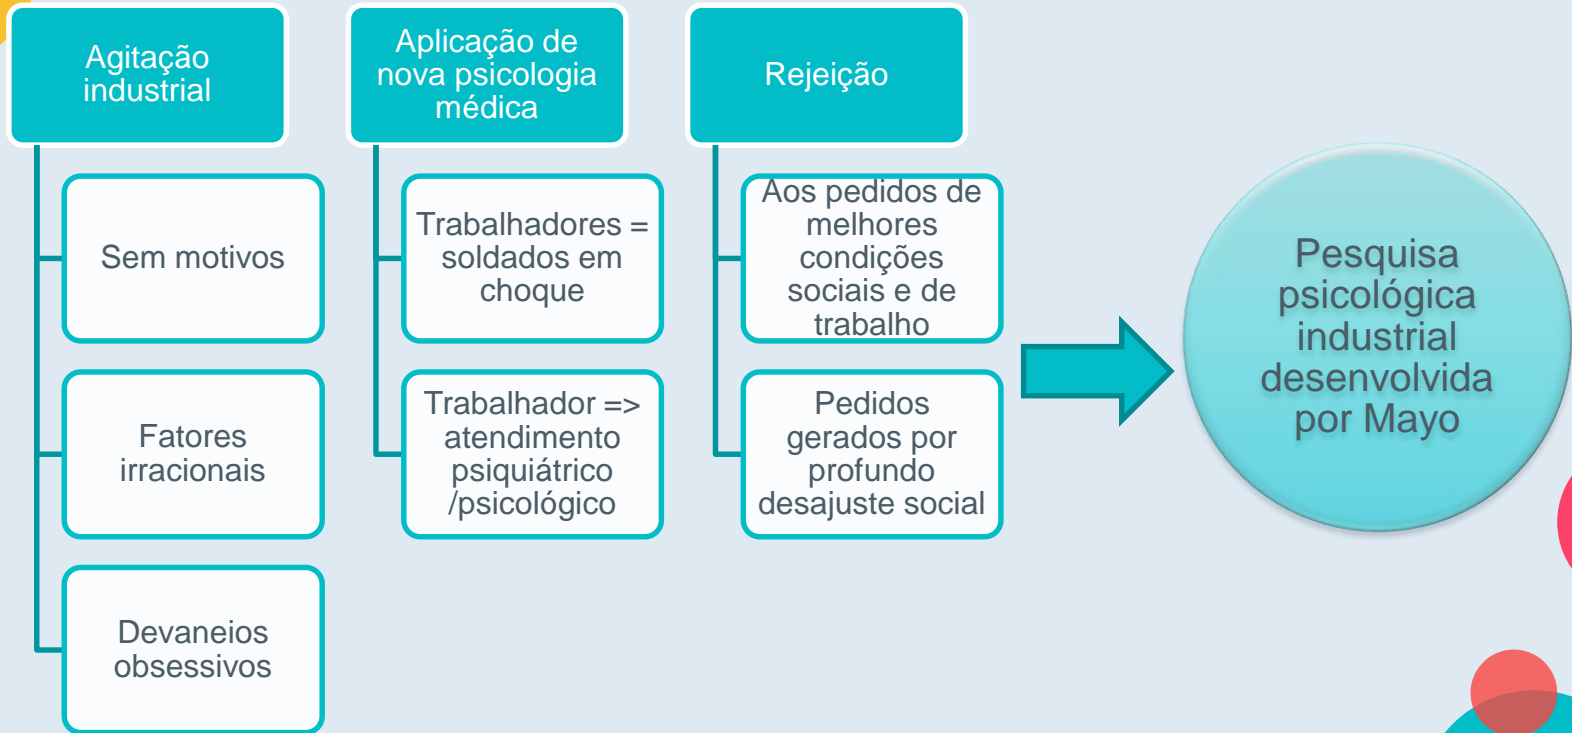 Agitação
industrial
Sem motivos
Fatores
irracionais
Devaneios
obsessivos
Aplicação de
nova psicologia
médica
Trabalhadores =
soldados em
choque
Trabalhador =>
atendimento
psiquiátrico
/psicológico
Rejeição
Aos pedidos de
melhores
condições
sociais e de
trabalho
Pedidos
gerados por
profundo
desajuste social
Pesquisa
psicológica
industrial
desenvolvida
por Mayo